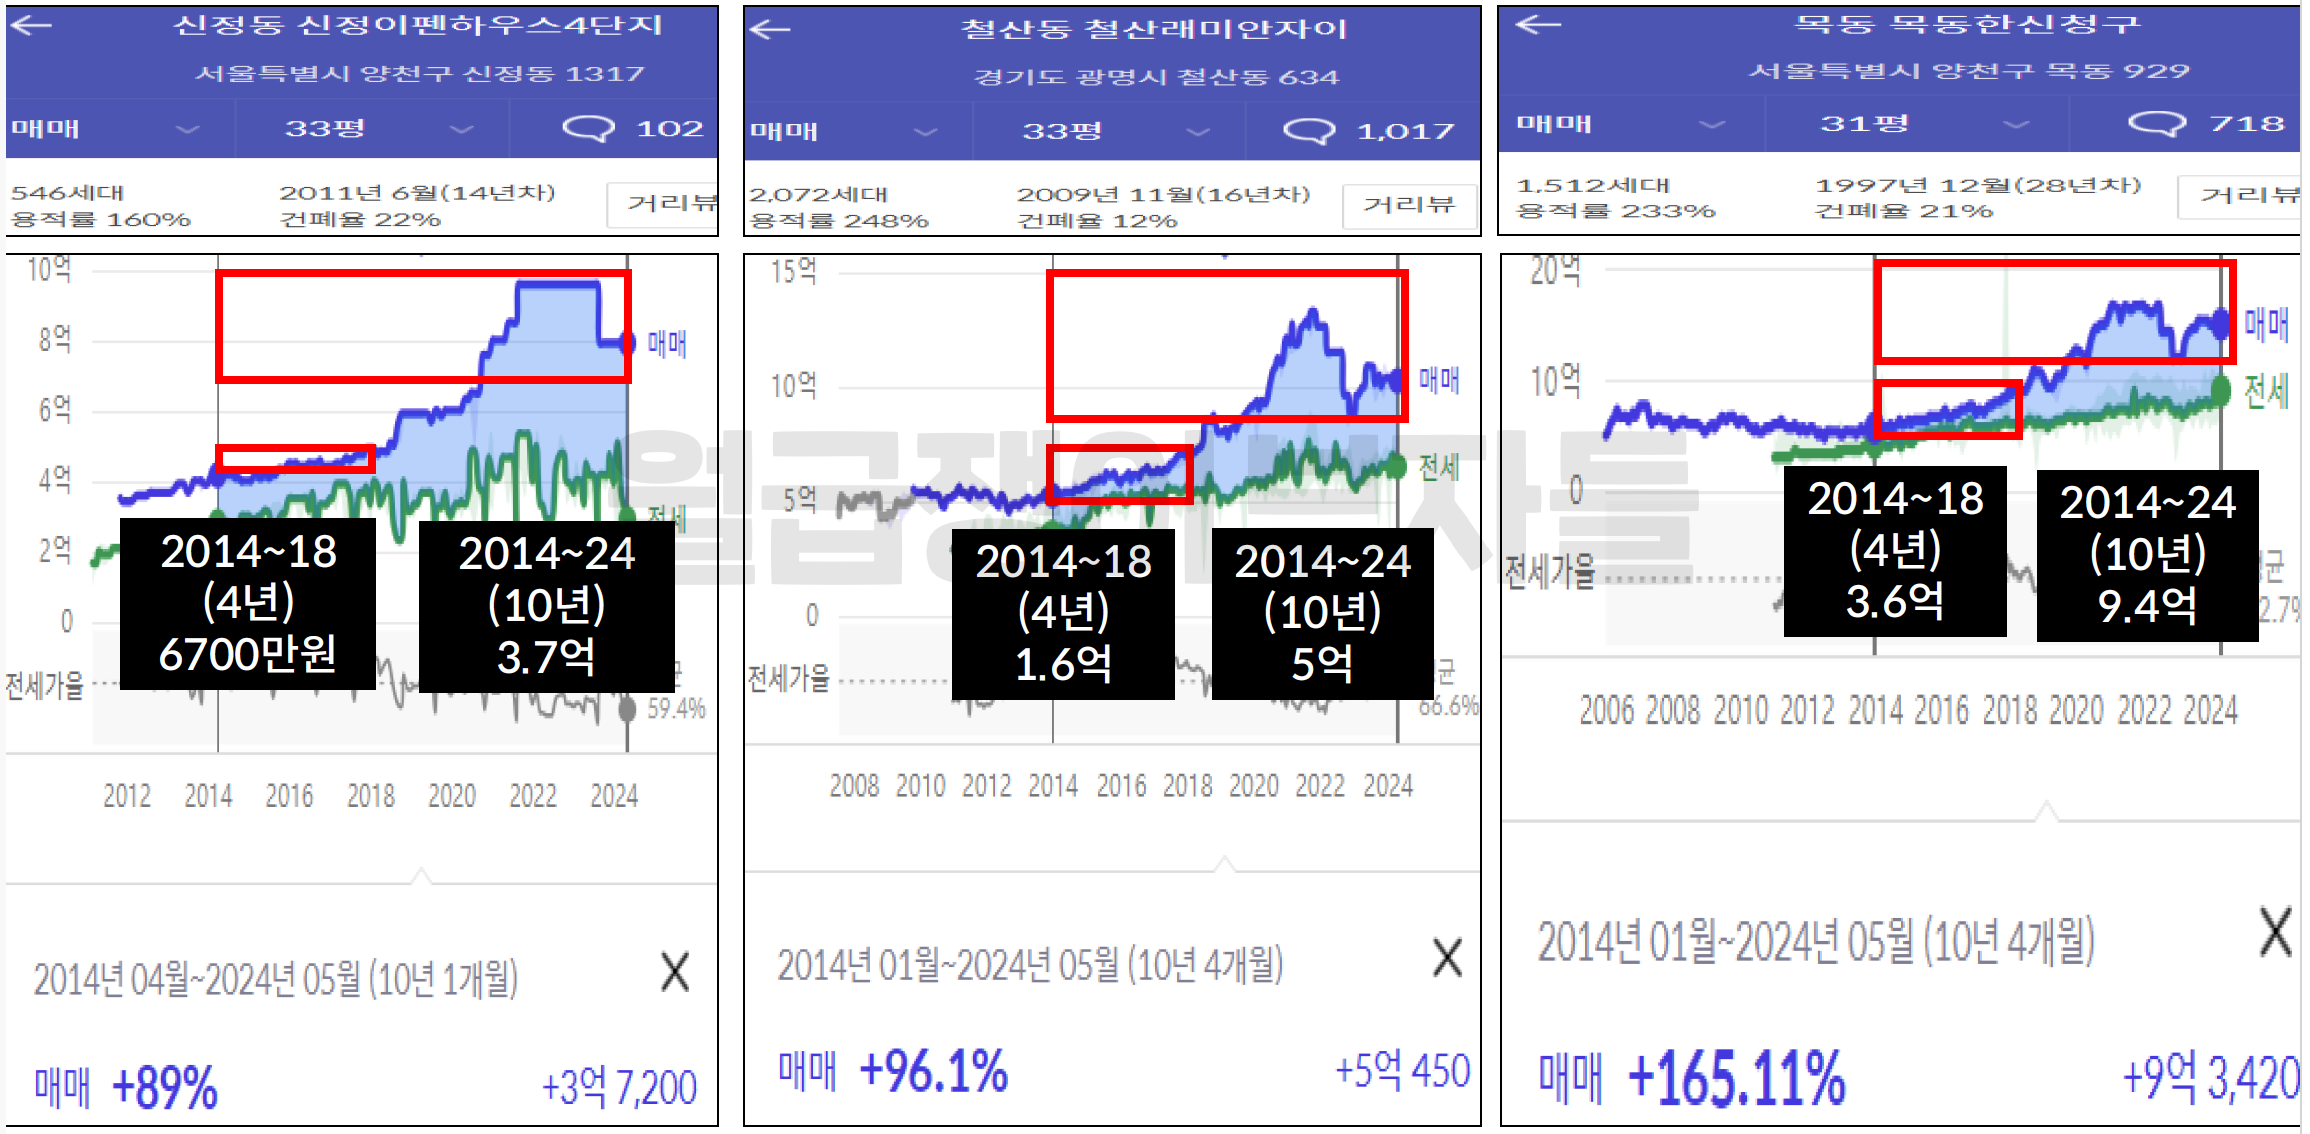 신정동 신정이펜하우스4단지
서울특별시 양천구 신정동 1317
매매 33평 102
546세대 2011년 6월(14년차) 거리뷰
용적률 160% 건폐율 22%
10억
8억
6억
4억
2억
0
매매
전세
2014~18
(4년)
6700만원
2014~24
(10년)
3.7억
전세가율
균
59.4%
2012 2014 2016 2018 2020 2022 2024
2014년 04월~2024년 05월 (10년 1개월) X
매매 +89% +3억 7,200
철산동 철산래미안자이
경기도 광명시 철산동 634
매매 33평 1,017
2,072세대 2009년 11월(16년차) 거리뷰
용적률 248% 건폐율 12%
15억
10억
5억
0
매매
전세
2014~18
(4년)
1.6억
2014~24
(10년)
5억
전세가율
균
66.6%
2008 2010 2012 2014 2016 2018 2020 2022 2024
2014년 01월~2024년 05월 (10년 4개월) X
매매 +96.1% +5억 450
목동 목동한신청구
서울특별시 양천구 목동 929
매매 31평 718
1,512세대 1997년 12월(28년차) 거리뷰
용적률 233% 건폐율 21%
20억
10억
0
매매
전세
2014~18
(4년)
3.6억
2014~24
(10년)
9.4억
전세가율
균
2.7%
2006 2008 2010 2012 2014 2016 2018 2020 2022 2024
2014년 01월~2024년 05월 (10년 4개월) X
매매 +165.11% +9억 3,420
월급쟁이부자들